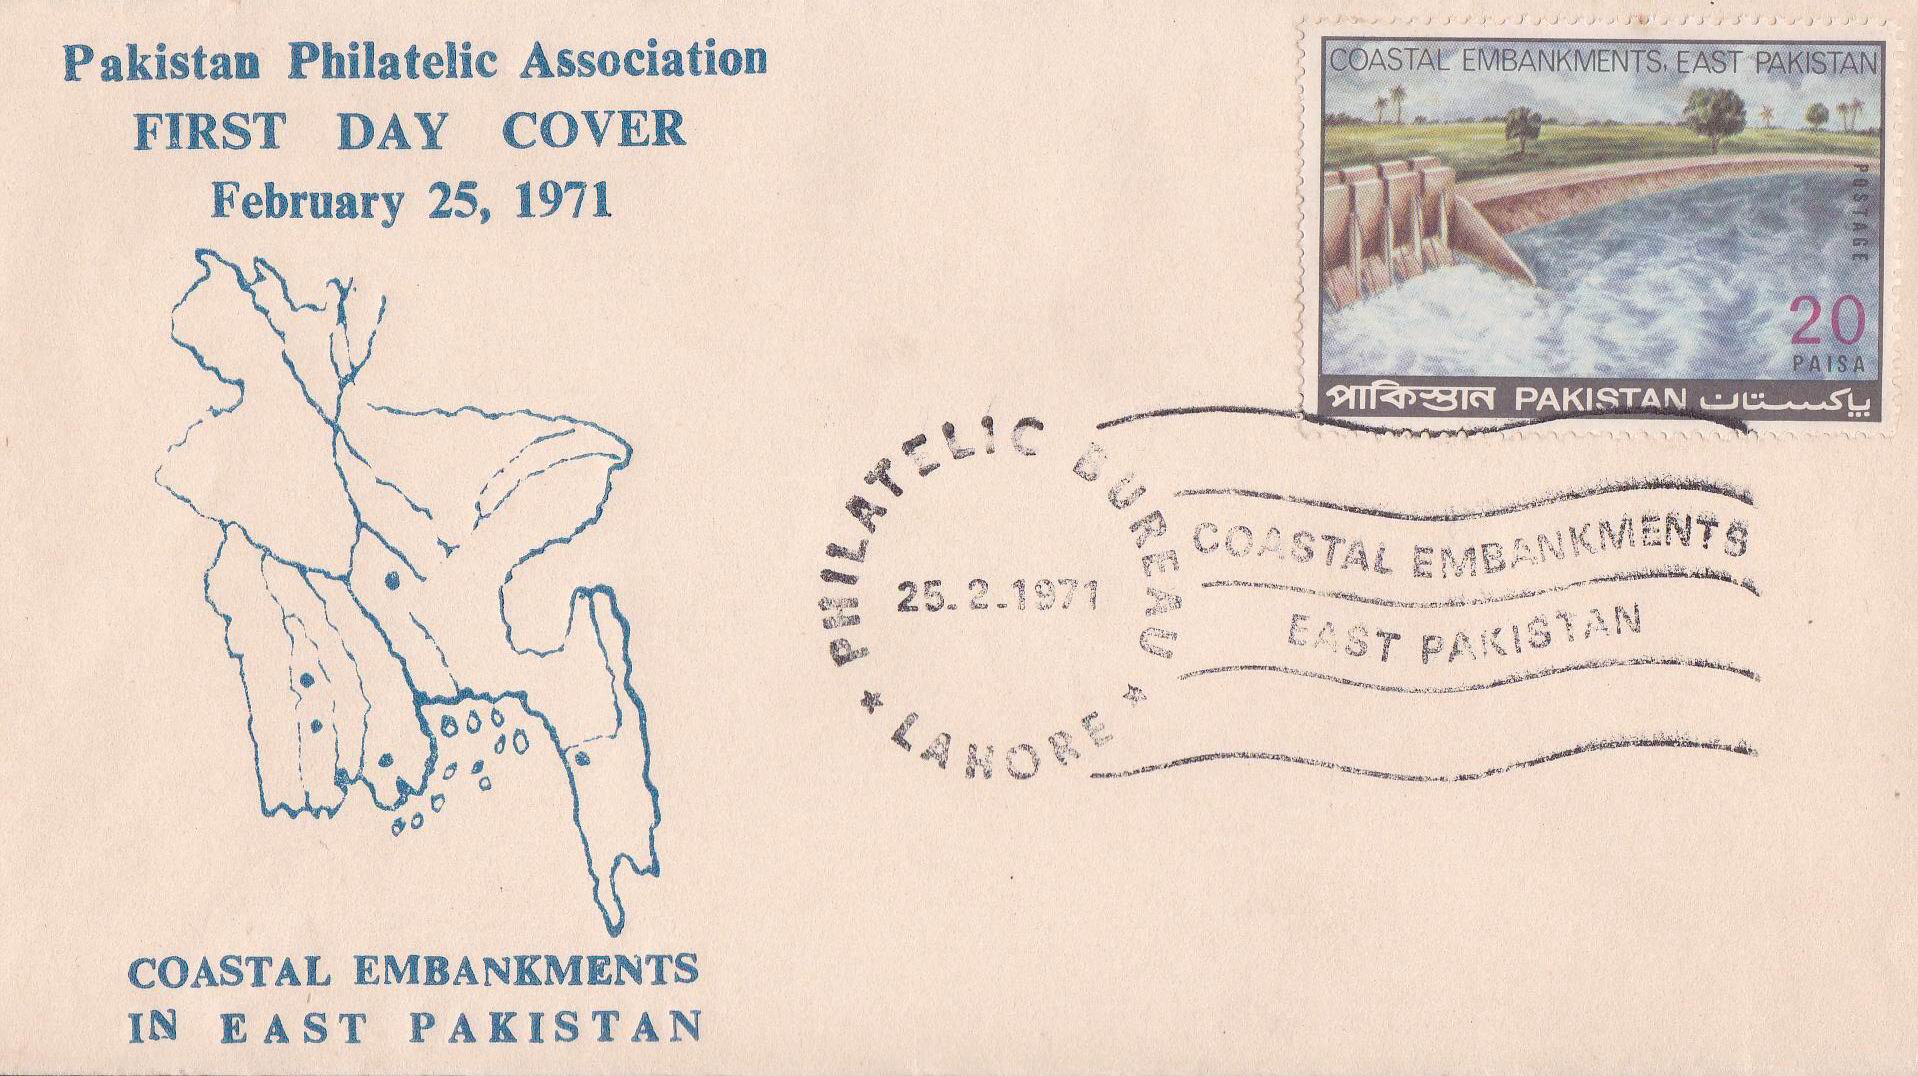 Pakistan Philatelic Association
FIRST DAY COVER
February 25, 1971
COASTAL EMBANKMENTS
IN EAST PAKISTAN
COASTAL EMBANKMENTS, EAST PAKISTAN
POSTAGE
20
PAISA
পাকিস্তান PAKISTAN پاکستان
PHILATELIC BUREAU
25.2.1971
★ LAHORE ★
COASTAL EMBANKMENTS
EAST PAKISTAN